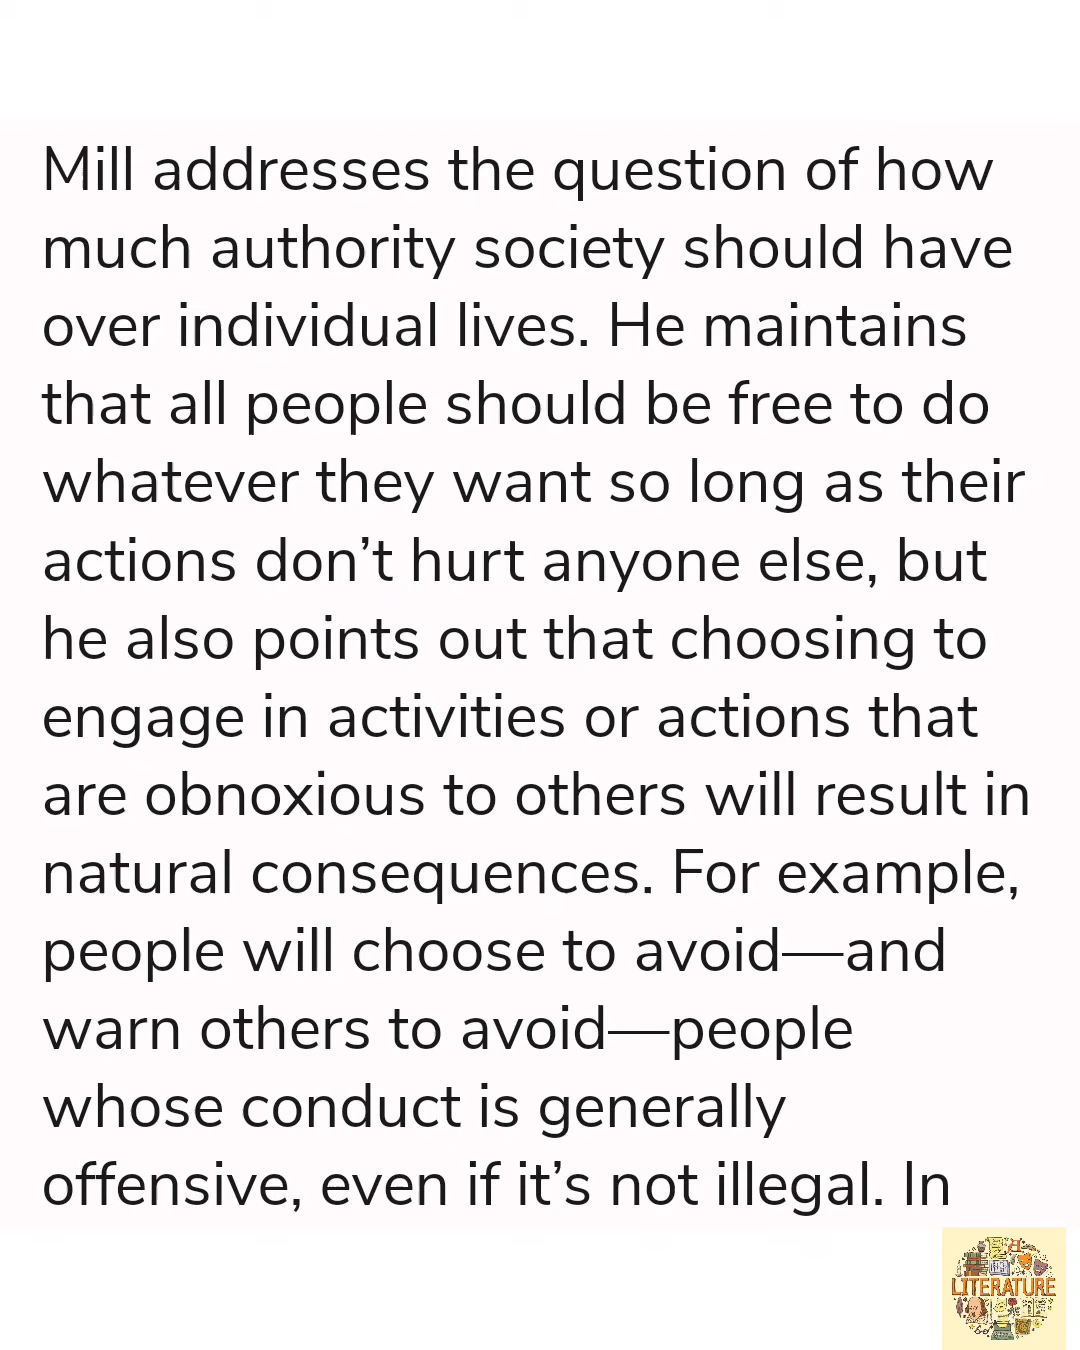 Mill addresses the question of how
much authority society should have
over individual lives. He maintains
that all people should be free to do
whatever they want so long as their
actions don’t hurt anyone else, but
he also points out that choosing to
engage in activities or actions that
are obnoxious to others will result in
natural consequences. For example,
people will choose to avoid—and
warn others to avoid—people
whose conduct is generally
offensive, even if it’s not illegal. In
LITERATURE